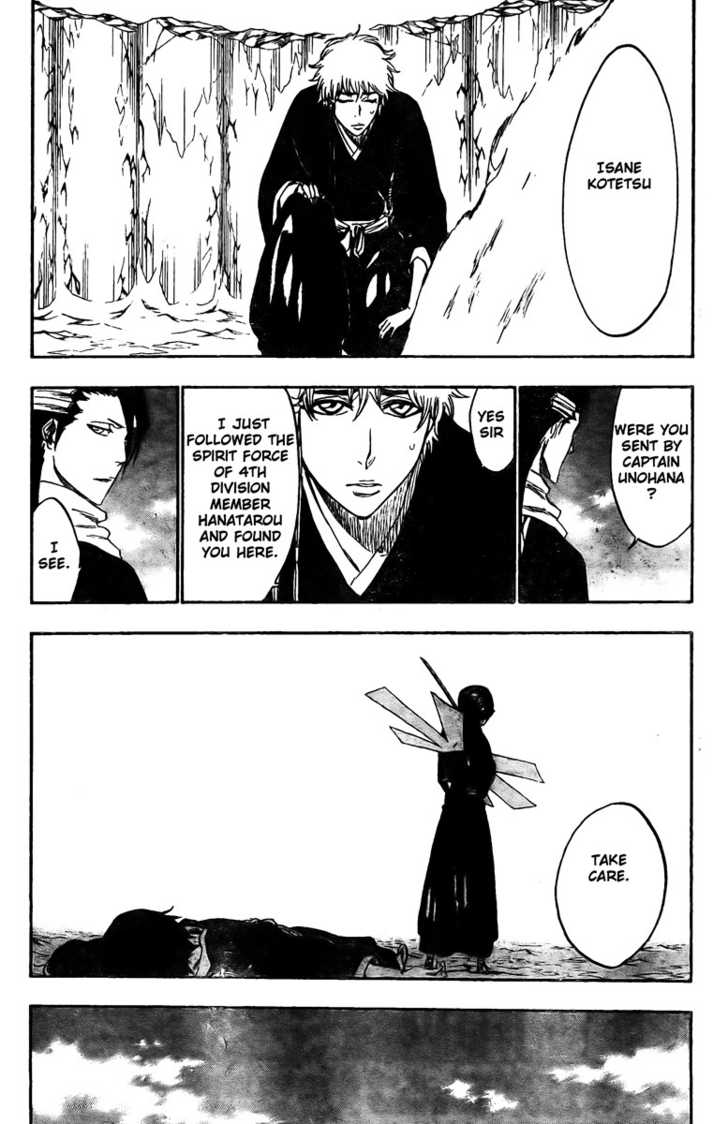 ISANE
KOTETSU
WERE YOU
SENT BY
CAPTAIN
UNOHANA
?
YES
SIR
I JUST
FOLLOWED THE
SPIRIT FORCE
OF 4TH
DIVISION
MEMBER
HANATAROU
AND FOUND
YOU HERE.
I
SEE.
TAKE
CARE.